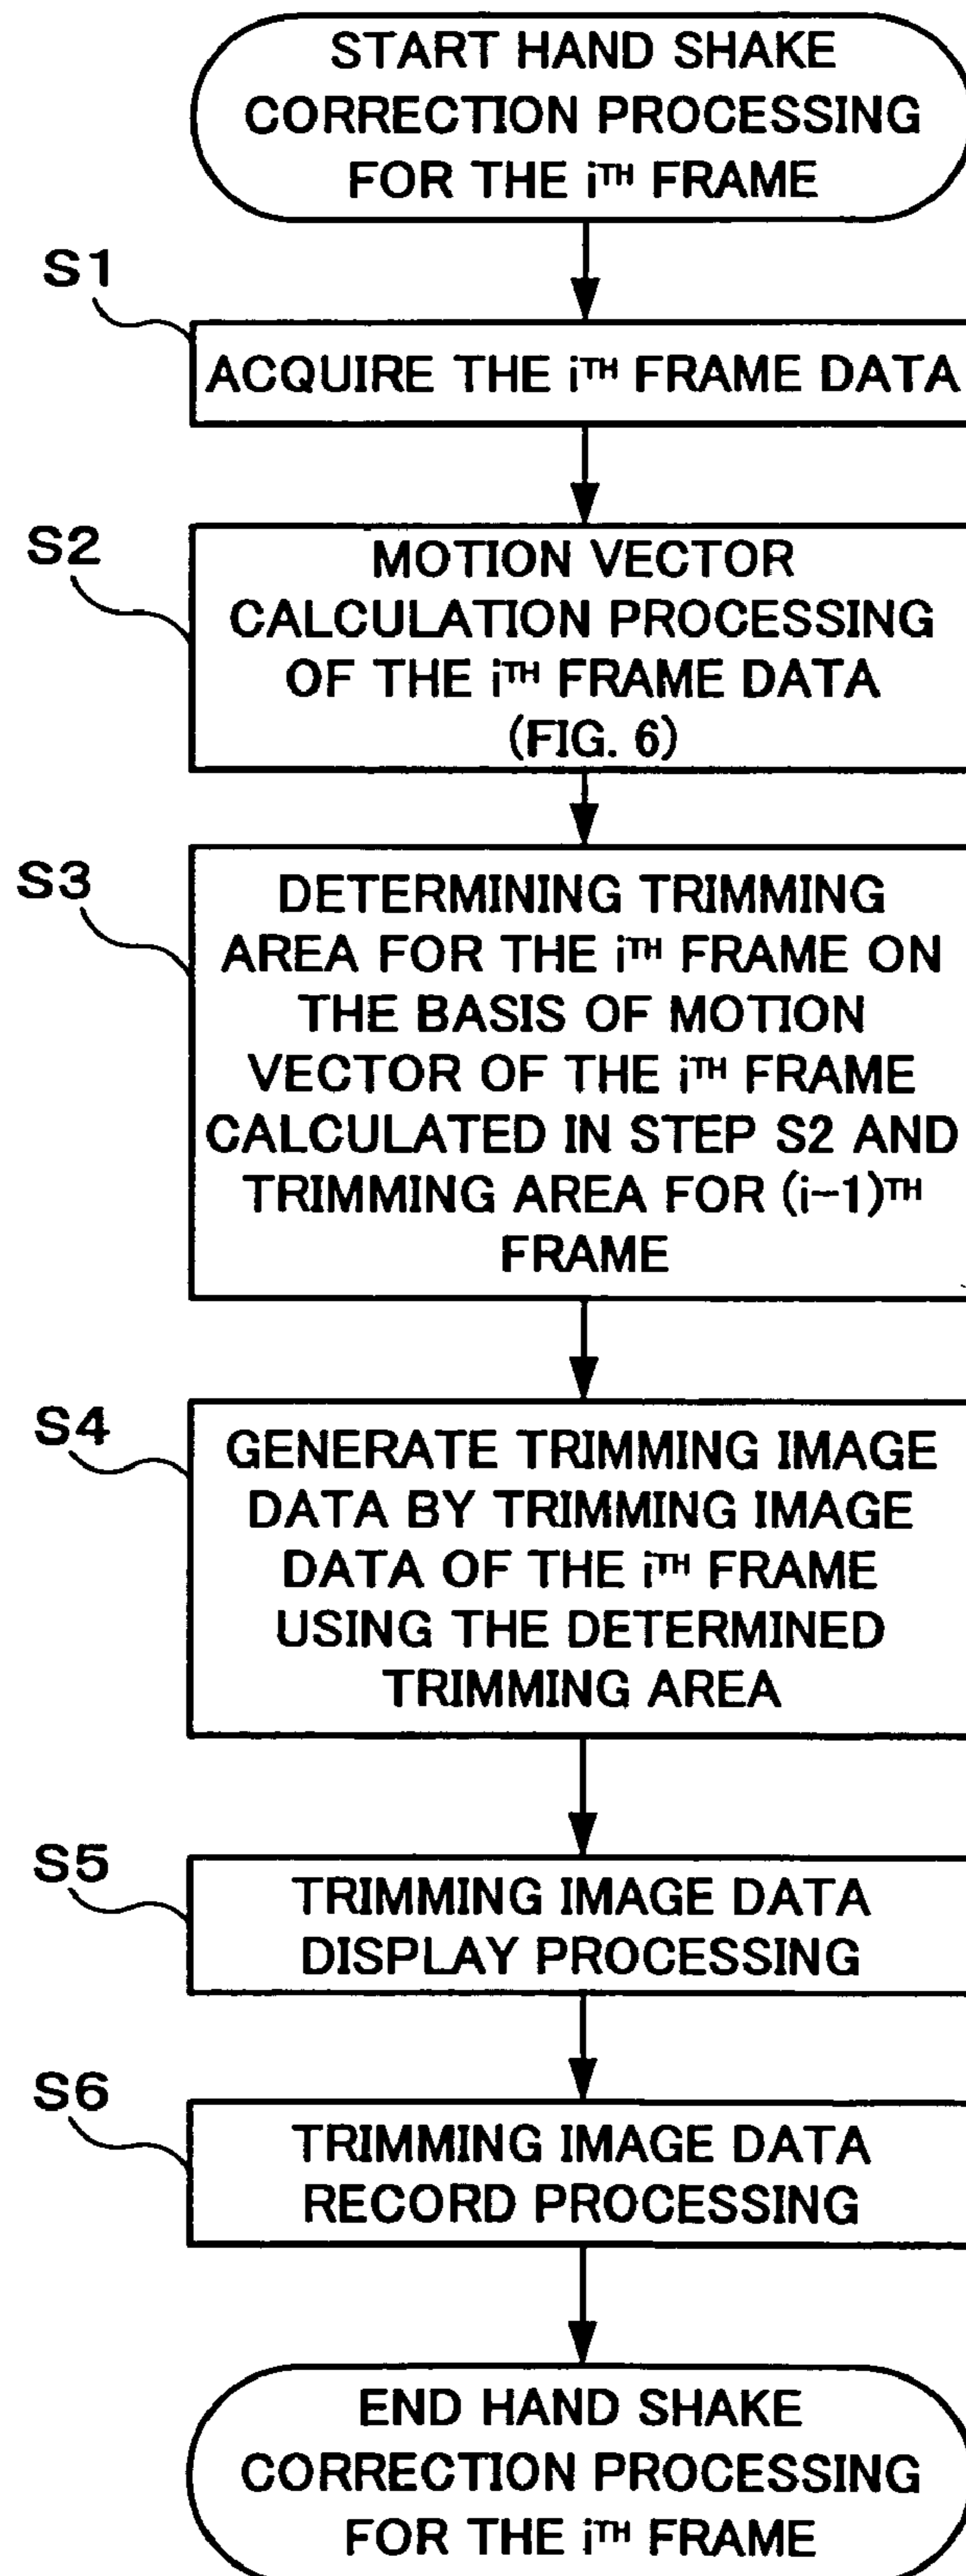 START HAND SHAKE
CORRECTION PROCESSING
FOR THE iTH FRAME
S1
ACQUIRE THE iTH FRAME DATA
S2
MOTION VECTOR
CALCULATION PROCESSING
OF THE iTH FRAME DATA
(FIG. 6)
S3
DETERMINING TRIMMING
AREA FOR THE iTH FRAME ON
THE BASIS OF MOTION
VECTOR OF THE iTH FRAME
CALCULATED IN STEP S2 AND
TRIMMING AREA FOR (i-1)TH
FRAME
S4
GENERATE TRIMMING IMAGE
DATA BY TRIMMING IMAGE
DATA OF THE iTH FRAME
USING THE DETERMINED
TRIMMING AREA
S5
TRIMMING IMAGE DATA
DISPLAY PROCESSING
S6
TRIMMING IMAGE DATA
RECORD PROCESSING
END HAND SHAKE
CORRECTION PROCESSING
FOR THE iTH FRAME